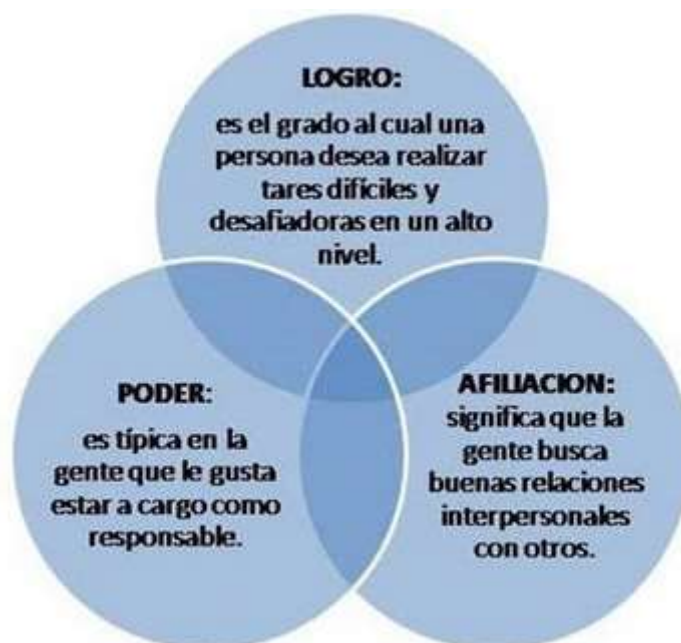 LOGRO:
es el grado al cual una
persona desea realizar
tares difíciles y
desafiadoras en un alto
nivel.
PODER:
es típica en la
gente que le gusta
estar a cargo como
responsable.
AFILIACION:
significa que la
gente busca
buenas relaciones
interpersonales
con otros.